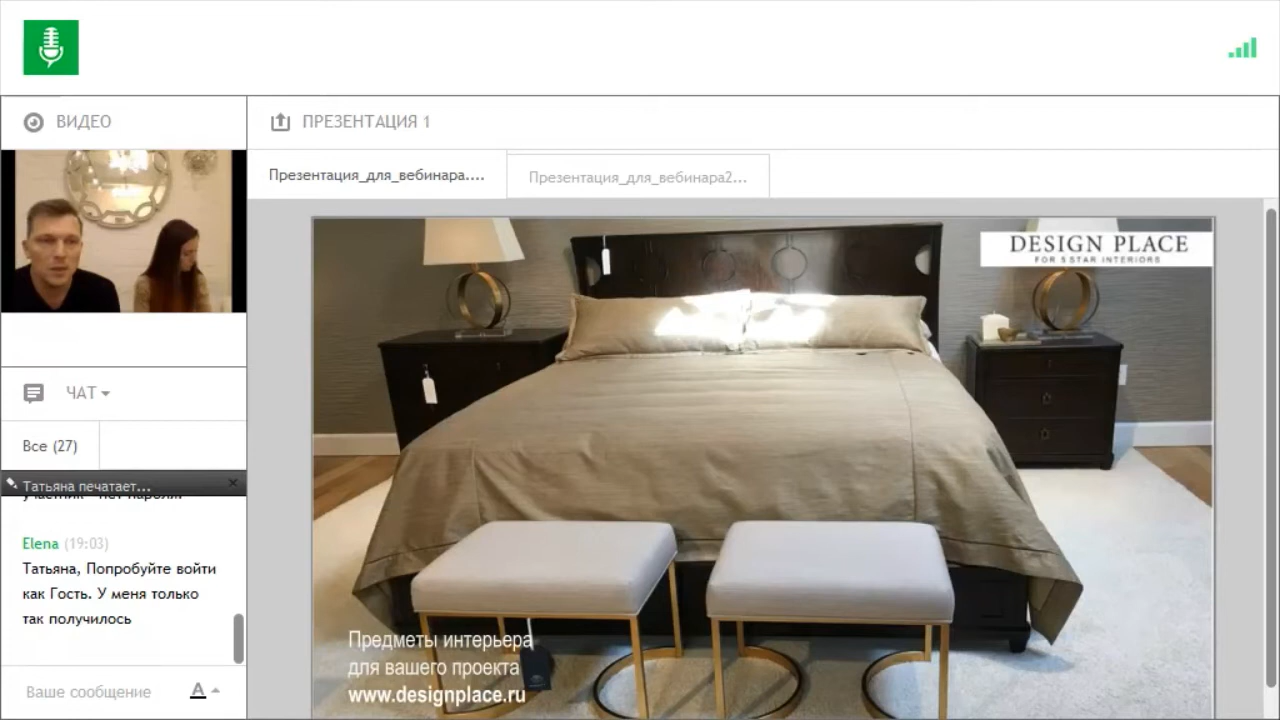 ВИДЕО
ПРЕЗЕНТАЦИЯ 1
Презентация_для_вебинара....
Презентация_для_вебинара2...
DESIGN PLACE
FOR 5 STAR INTERIORS
ЧАТ
Все (27)
Татьяна печатает...
Elena (19:03)
Татьяна, Попробуйте войти
как Гость. У меня только
так получилось
Ваше сообщение
A
Предметы интерьера
для вашего проекта
www.designplace.ru